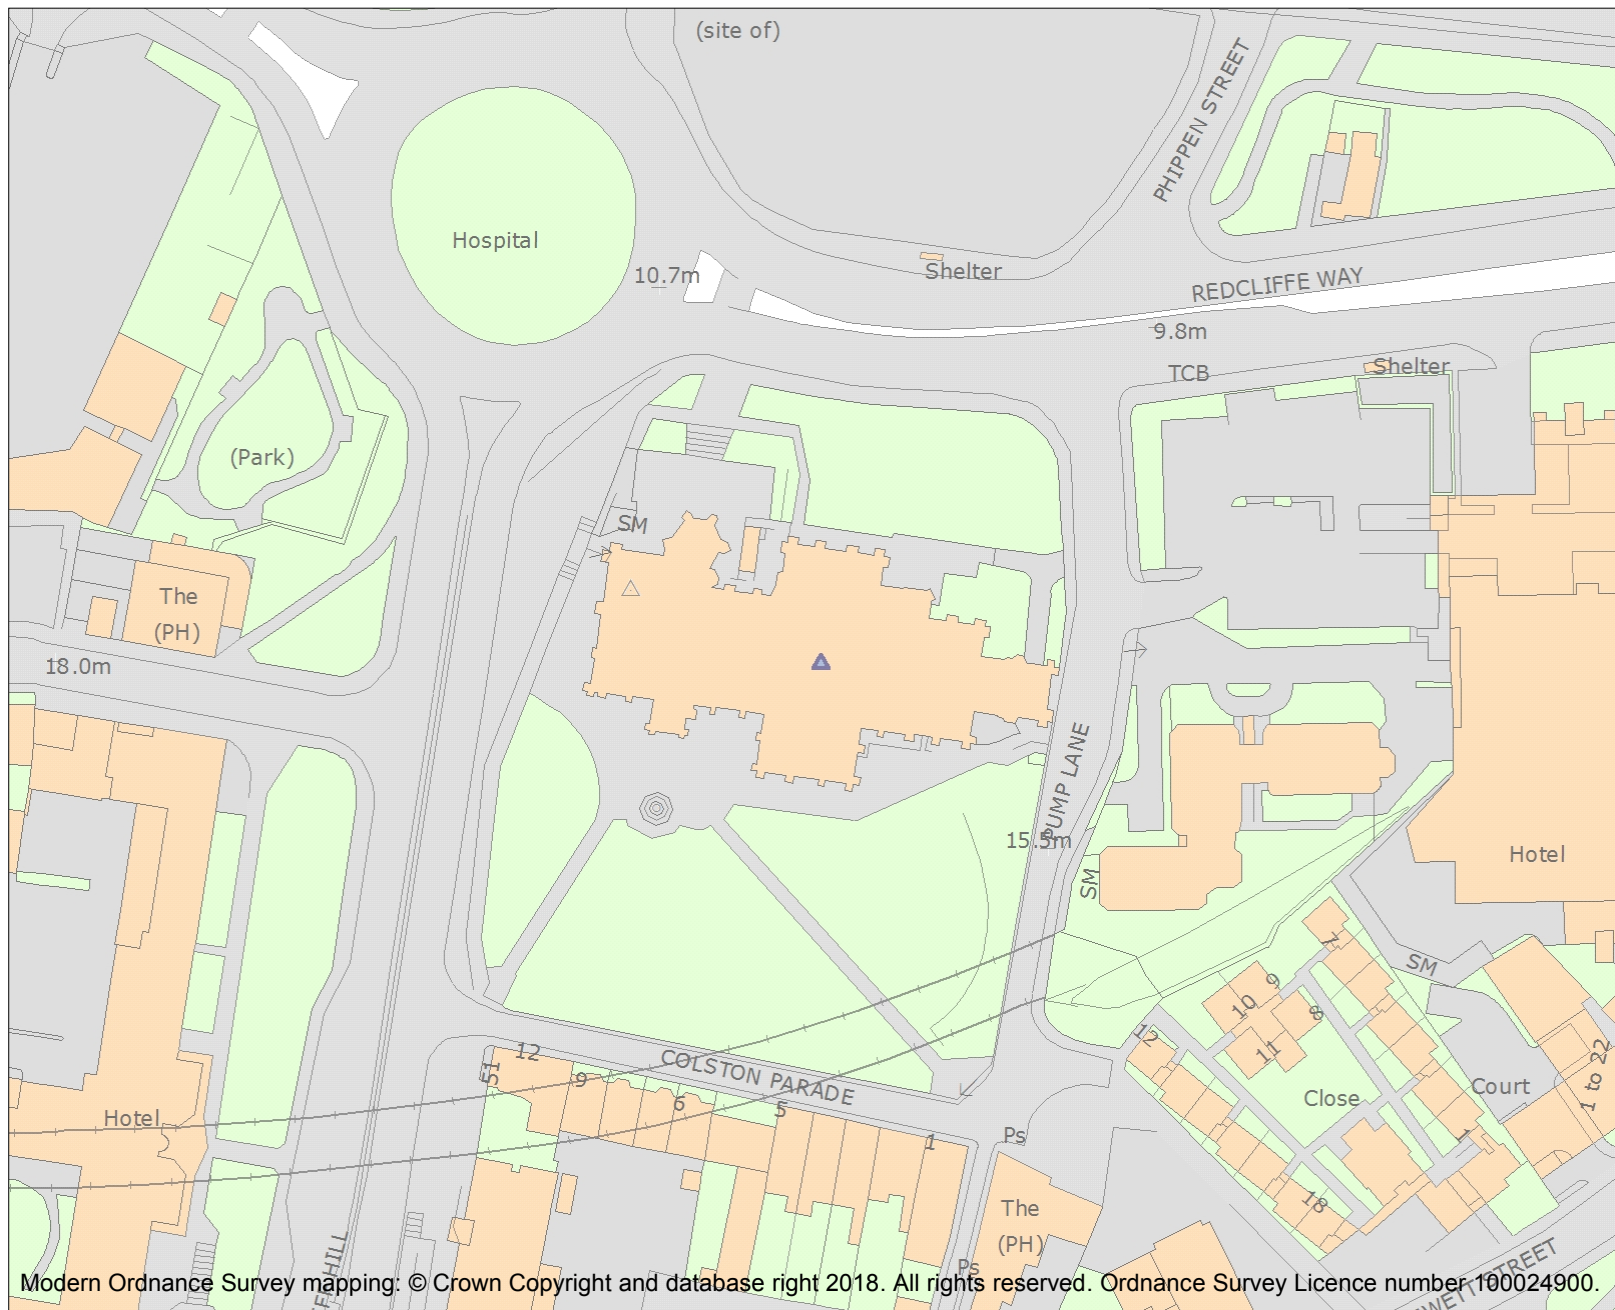 (site of)
PHIPPEN STREET
Hospital
10.7m
Shelter
REDCLIFFE WAY
9.8m
TCB
Shelter
(Park)
SM
The
(PH)
18.0m
PUMP LANE
15.5m
SM
Hotel
7
SM
9
10
8
11
12
12
51
9
COLSTON PARADE
6
5
1
Ps
Close
Court
1 to 22
1
18
Hotel
The
(PH)
Ps
HILL
WETT STREET
Modern Ordnance Survey mapping: © Crown Copyright and database right 2018. All rights reserved. Ordnance Survey Licence number 100024900.